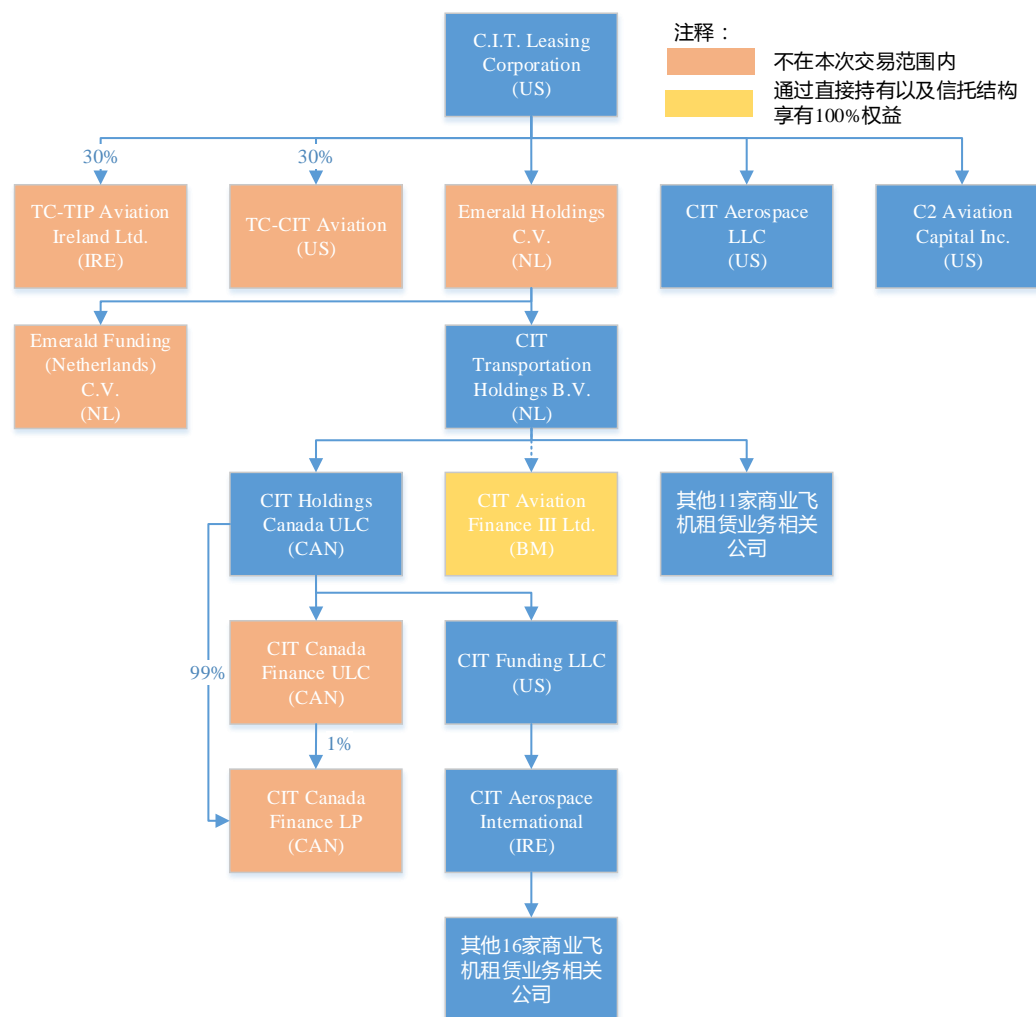 C.I.T. Leasing
Corporation
(US)
注释：
不在本次交易范围内
通过直接持有以及信托结构
享有100%权益
30%
30%
TC-TIP Aviation
Ireland Ltd.
(IRE)
TC-CIT Aviation
(US)
Emerald Holdings
C.V.
(NL)
CIT Aerospace
LLC
(US)
C2 Aviation
Capital Inc.
(US)
Emerald Funding
(Netherlands)
C.V.
(NL)
CIT
Transportation
Holdings B.V.
(NL)
CIT Holdings
Canada ULC
(CAN)
CIT Aviation
Finance III Ltd.
(BM)
其他11家商业飞
机租赁业务相关
公司
99%
CIT Canada
Finance ULC
(CAN)
CIT Funding LLC
(US)
1%
CIT Canada
Finance LP
(CAN)
CIT Aerospace
International
(IRE)
其他16家商业飞
机租赁业务相关
公司